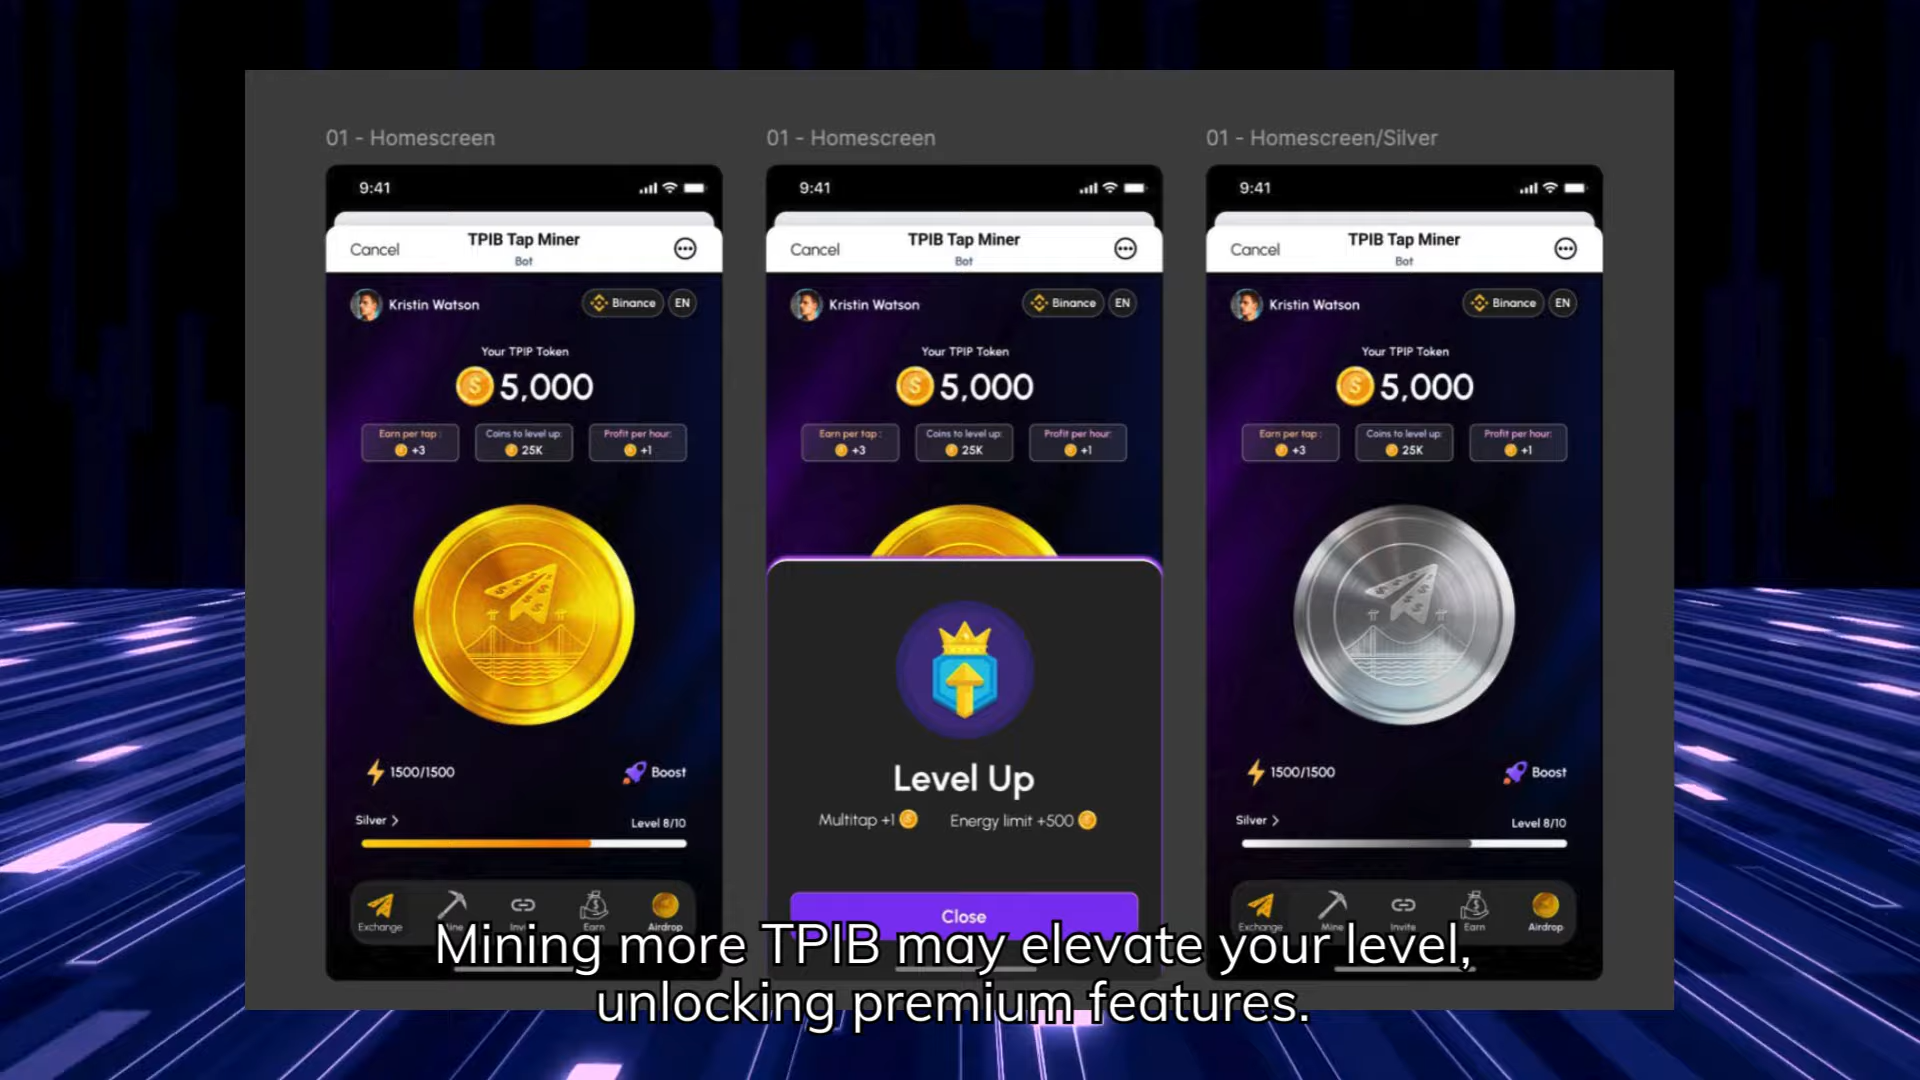 01 - Homescreen
9:41
Cancel
TPIB Tap Miner
Bot
Kristin Watson
Binance
EN
Your TPIP Token
5,000
Earn per tap :
+3
Coins to level up:
25K
Profit per hour:
+1
1500/1500
Boost
Silver >
Level 8/10
Exchange
Earn
Airdrop
01 - Homescreen
9:41
Cancel
TPIB Tap Miner
Bot
Kristin Watson
Binance
EN
Your TPIP Token
5,000
Earn per tap :
+3
Coins to level up:
25K
Profit per hour:
+1
Level Up
Multitap +1
Energy limit +500
Close
01 - Homescreen/Silver
9:41
Cancel
TPIB Tap Miner
Bot
Kristin Watson
Binance
EN
Your TPIP Token
5,000
Earn per tap :
+3
Coins to level up:
25K
Profit per hour:
+1
1500/1500
Boost
Silver >
Level 8/10
Exchange
Mine
Invite
Earn
Airdrop
Mining more TPIB may elevate your level,
unlocking premium features.